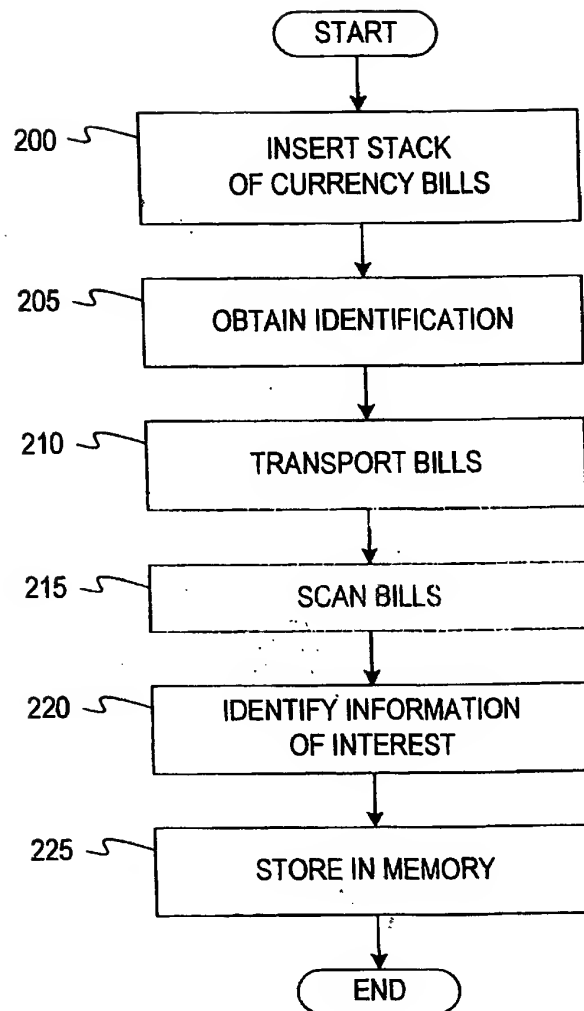 START
200
INSERT STACK
OF CURRENCY BILLS
205
OBTAIN IDENTIFICATION
210
TRANSPORT BILLS
215
SCAN BILLS
220
IDENTIFY INFORMATION
OF INTEREST
225
STORE IN MEMORY
END